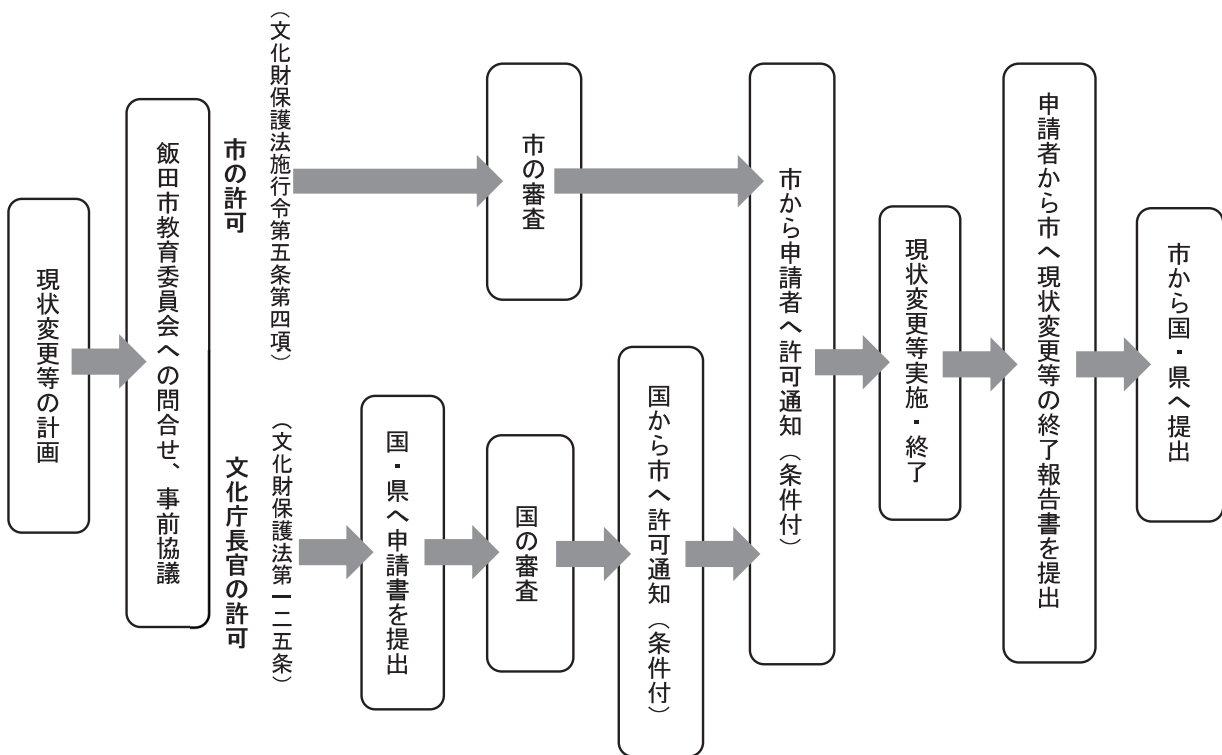 現状変更等の計画
飯田市教育委員会への問合せ、事前協議
市の許可
（文化財保護法施行令第五条第四項）
市の審査
文化庁長官の許可
（文化財保護法第一二五条）
国・県へ申請書を提出
国の審査
国から市へ許可通知（条件付）
市から申請者へ許可通知（条件付）
現状変更等実施・終了
申請者から市へ現状変更等の終了報告書を提出
市から国・県へ提出